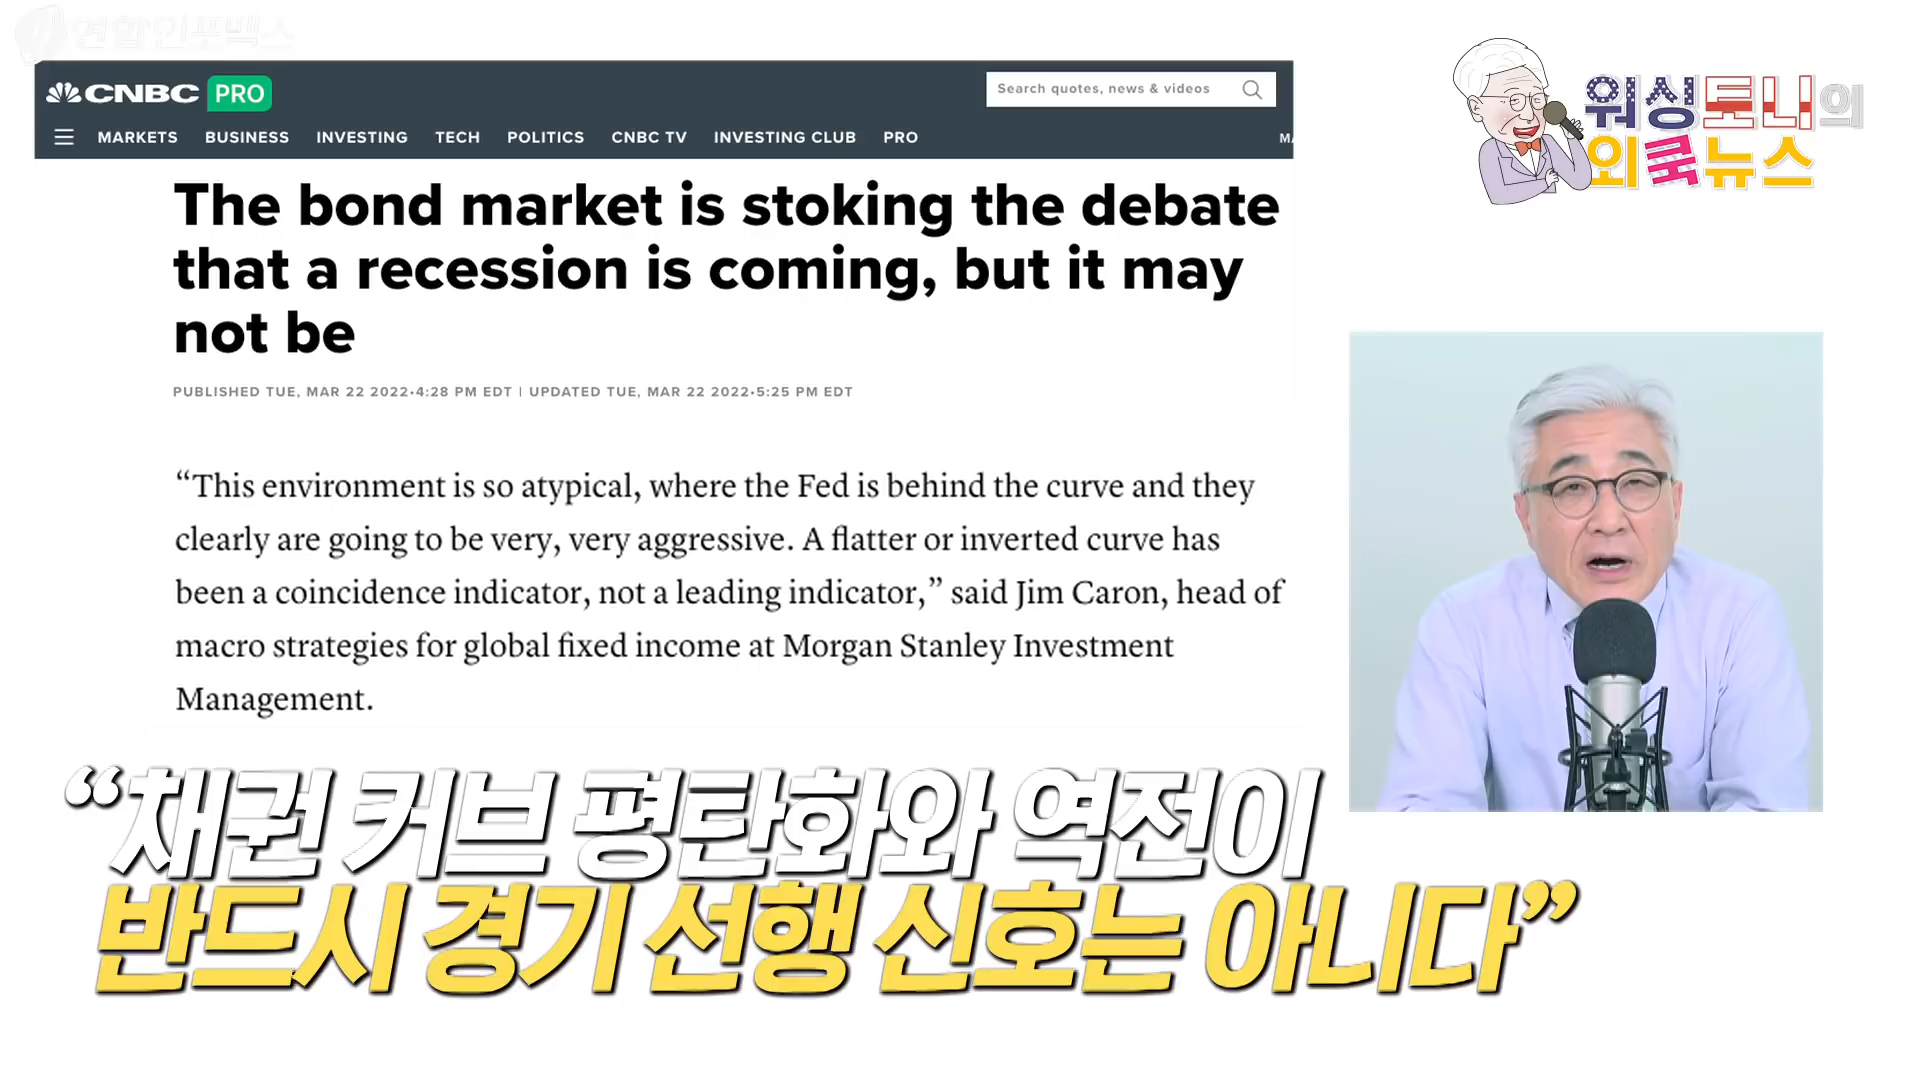 연합인포맥스
CNBC PRO
Search quotes, news & videos
MARKETS BUSINESS INVESTING TECH POLITICS CNBC TV INVESTING CLUB PRO
The bond market is stoking the debate
that a recession is coming, but it may
not be
PUBLISHED TUE, MAR 22 2022•4:28 PM EDT | UPDATED TUE, MAR 22 2022•5:25 PM EDT
“This environment is so atypical, where the Fed is behind the curve and they
clearly are going to be very, very aggressive. A flatter or inverted curve has
been a coincidence indicator, not a leading indicator,” said Jim Caron, head of
macro strategies for global fixed income at Morgan Stanley Investment
Management.
워싱토니의
외쿡뉴스
“채권 커브 평탄화와 역전이
반드시 경기 선행 신호는 아니다”